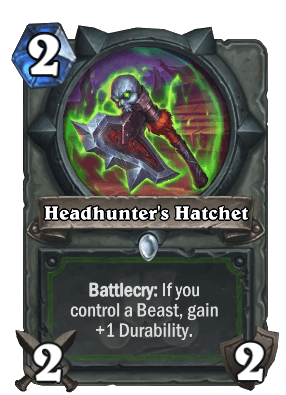 2
Headhunter's Hatchet
Battlecry: If you
control a Beast, gain
+1 Durability.
2
2